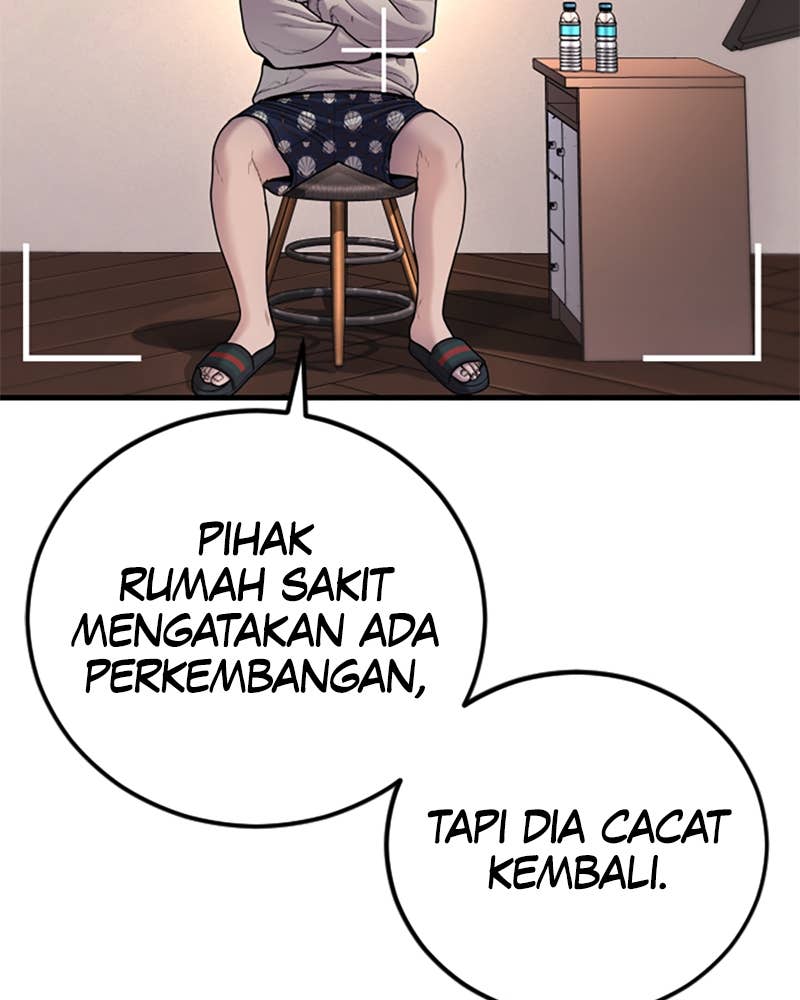 PIHAK
RUMAH SAKIT
MENGATAKAN ADA
PERKEMBANGAN,
TAPI DIA CACAT
KEMBALI.